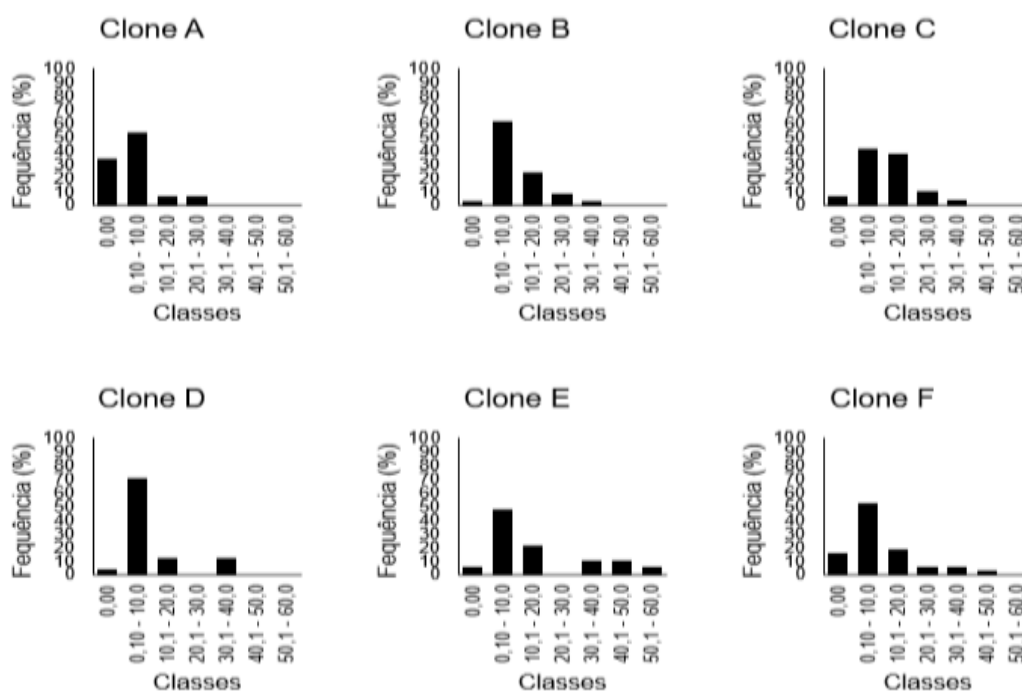 Clone A
Fequência (%)
100
90
80
70
60
50
40
30
20
10
0
0,00
0,10 - 10,0
10,1 - 20,0
20,1 - 30,0
30,1 - 40,0
40,1 - 50,0
50,1 - 60,0
Classes
Clone B
Fequência (%)
100
90
80
70
60
50
40
30
20
10
0
0,00
0,10 - 10,0
10,1 - 20,0
20,1 - 30,0
30,1 - 40,0
40,1 - 50,0
50,1 - 60,0
Classes
Clone C
Fequência (%)
100
90
80
70
60
50
40
30
20
10
0
0,00
0,10 - 10,0
10,1 - 20,0
20,1 - 30,0
30,1 - 40,0
40,1 - 50,0
50,1 - 60,0
Classes
Clone D
Fequência (%)
100
90
80
70
60
50
40
30
20
10
0
0,00
0,10 - 10,0
10,1 - 20,0
20,1 - 30,0
30,1 - 40,0
40,1 - 50,0
50,1 - 60,0
Classes
Clone E
Fequência (%)
100
90
80
70
60
50
40
30
20
10
0
0,00
0,10 - 10,0
10,1 - 20,0
20,1 - 30,0
30,1 - 40,0
40,1 - 50,0
50,1 - 60,0
Classes
Clone F
Fequência (%)
100
90
80
70
60
50
40
30
20
10
0
0,00
0,10 - 10,0
10,1 - 20,0
20,1 - 30,0
30,1 - 40,0
40,1 - 50,0
50,1 - 60,0
Classes